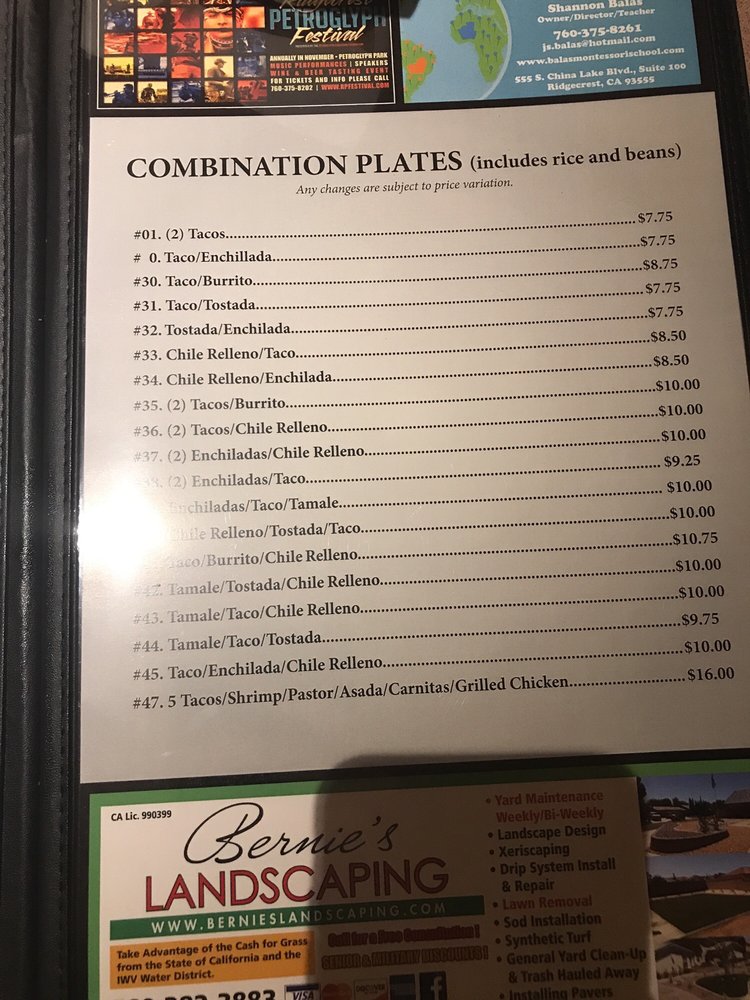 Ridgecrest
PETROGLYPH
Festival
ANNUALLY IN NOVEMBER - PETROGLYPH PARK
MUSIC PERFORMANCES | SPEAKERS
WINE & BEER TASTING EVENT
FOR TICKETS AND INFO PLEASE CALL
760-375-8202 | WWW.RPFESTIVAL.COM
Shannon Balas
Owner/Director/Teacher
760-375-8261
js.balas@hotmail.com
www.balasmontessorischool.com
555 S. China Lake Blvd., Suite 100
Ridgecrest, CA 93555
COMBINATION PLATES (includes rice and beans)
Any changes are subject to price variation.
#01. (2) Tacos $7.75
# 0. Taco/Enchillada $7.75
#30. Taco/Burrito $8.75
#31. Taco/Tostada $7.75
#32. Tostada/Enchilada $7.75
#33. Chile Relleno/Taco $8.50
#34. Chile Relleno/Enchilada $8.50
#35. (2) Tacos/Burrito $10.00
#36. (2) Tacos/Chile Relleno $10.00
#37. (2) Enchiladas/Chile Relleno $10.00
#38. (2) Enchiladas/Taco $9.25
Enchiladas/Taco/Tamale $10.00
Chile Relleno/Tostada/Taco $10.00
Taco/Burrito/Chile Relleno $10.75
#42. Tamale/Tostada/Chile Relleno $10.00
#43. Tamale/Taco/Chile Relleno $10.00
#44. Tamale/Taco/Tostada $9.75
#45. Taco/Enchilada/Chile Relleno $10.00
#47. 5 Tacos/Shrimp/Pastor/Asada/Carnitas/Grilled Chicken $16.00
CA Lic. 990399
Bernie's
LANDSCAPING
WWW.BERNIESLANDSCAPING.COM
Take Advantage of the Cash for Grass
from the State of California and the
IWV Water District.
Call for a Free Consultation!
SENIOR & MILITARY DISCOUNTS!
VISA
DISCOVER
• Yard Maintenance
Weekly/Bi-Weekly
• Landscape Design
• Xeriscaping
• Drip System Install
& Repair
• Lawn Removal
• Sod Installation
• Synthetic Turf
• General Yard Clean-Up
& Trash Hauled Away
• Installing Pavers